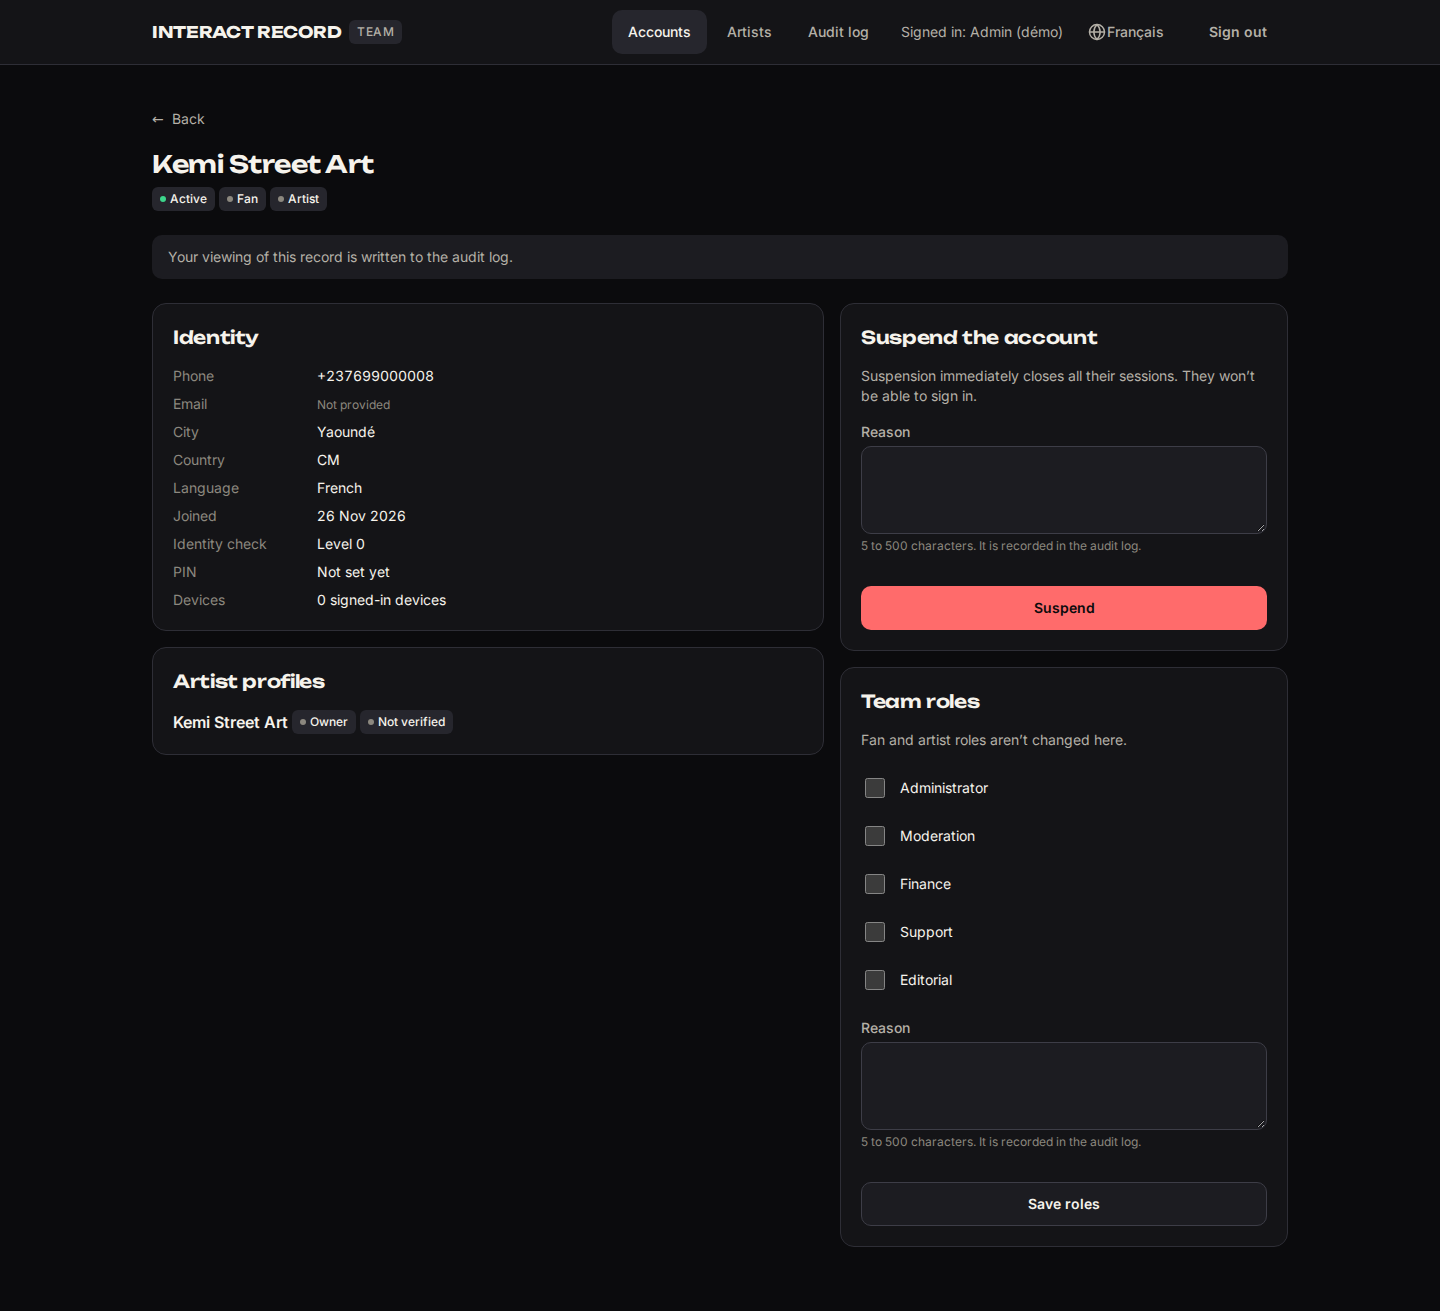 INTERACT RECORD TEAM
Accounts
Artists
Audit log
Signed in: Admin (démo)
Français
Sign out
← Back
Kemi Street Art
Active
Fan
Artist
Your viewing of this record is written to the audit log.
Identity
Phone +237699000008
Email Not provided
City Yaoundé
Country CM
Language French
Joined 26 Nov 2026
Identity check Level 0
PIN Not set yet
Devices 0 signed-in devices
Artist profiles
Kemi Street Art Owner Not verified
Suspend the account
Suspension immediately closes all their sessions. They won’t
be able to sign in.
Reason
5 to 500 characters. It is recorded in the audit log.
Suspend
Team roles
Fan and artist roles aren’t changed here.
Administrator
Moderation
Finance
Support
Editorial
Reason
5 to 500 characters. It is recorded in the audit log.
Save roles